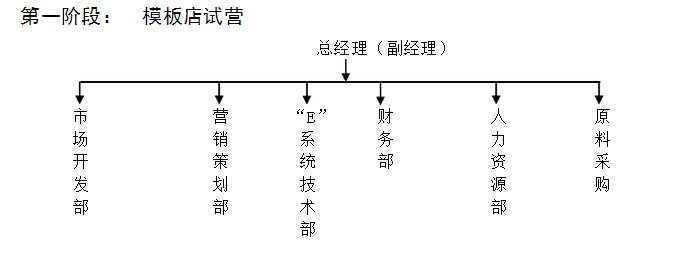 第一阶段： 模板店试营
总经理（副经理）
市场开发部
营销策划部
“E”系统技术部
财务部
人力资源部
原料采购